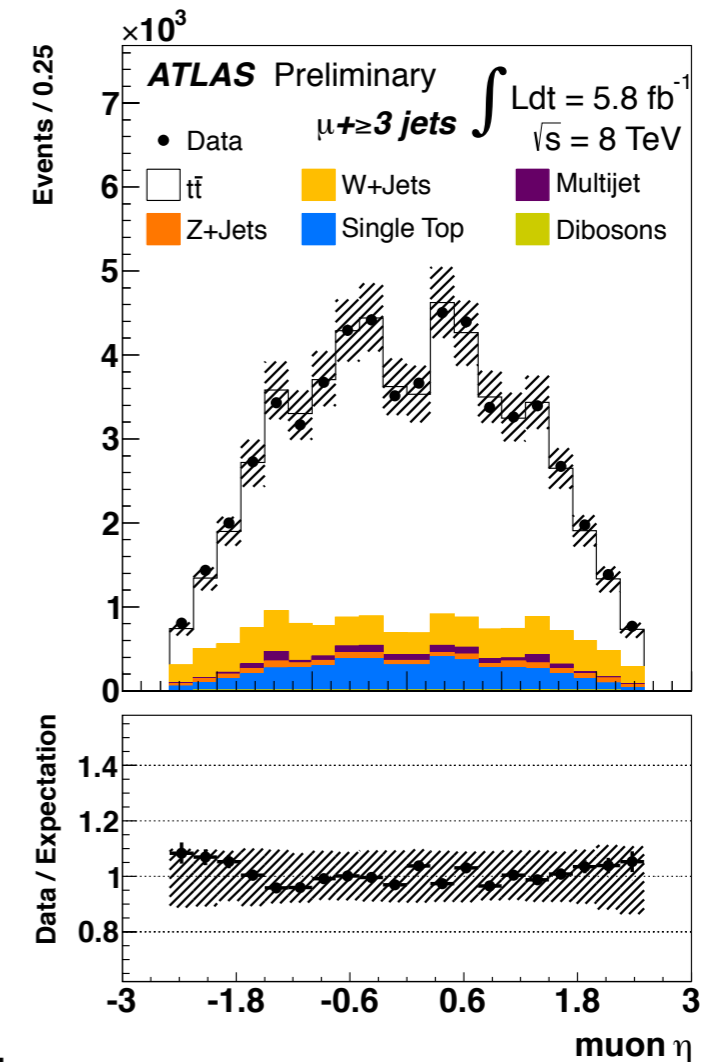 ×10³
Events / 0.25
ATLAS Preliminary
∫ Ldt = 5.8 fb⁻¹
μ+≥3 jets
√s = 8 TeV
Data
tt̄
W+Jets
Multijet
Z+Jets
Single Top
Dibosons
7
6
5
4
3
2
1
0
Data / Expectation
1.4
1.2
1
0.8
-3 -1.8 -0.6 0.6 1.8 3
muon η